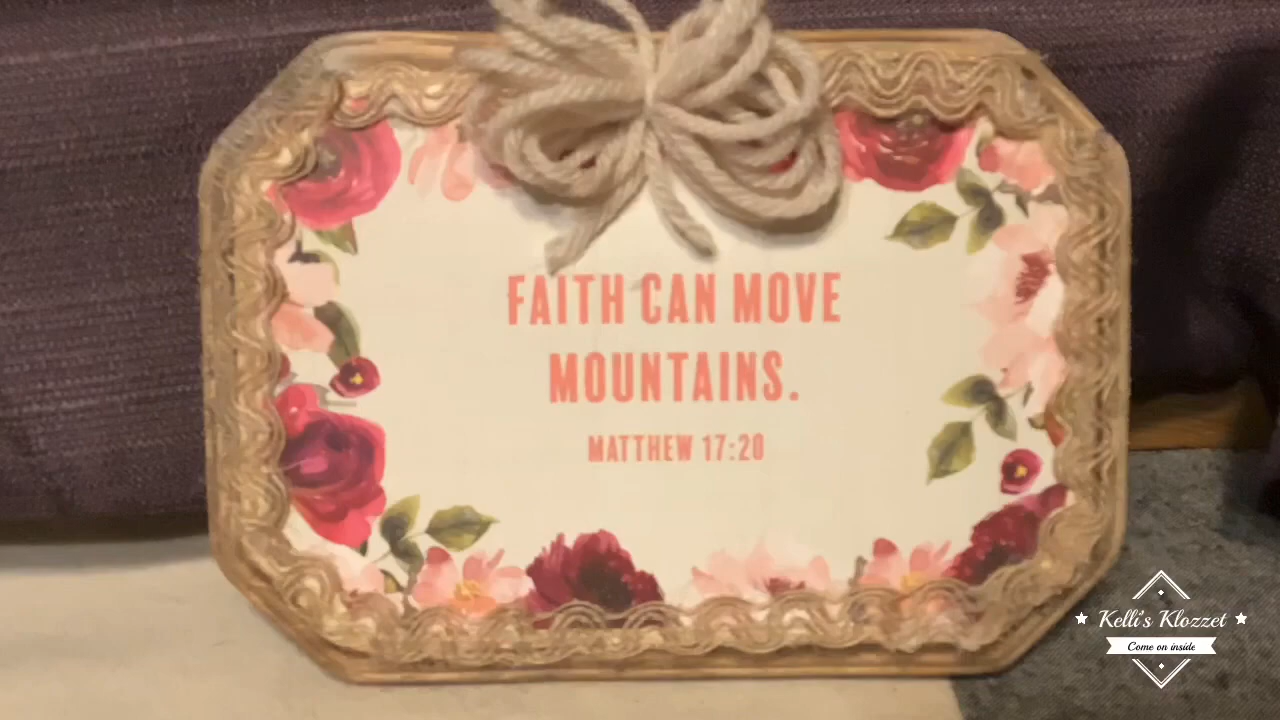 FAITH CAN MOVE
MOUNTAINS.
MATTHEW 17:20
Kelli's Klozzet
Come on inside